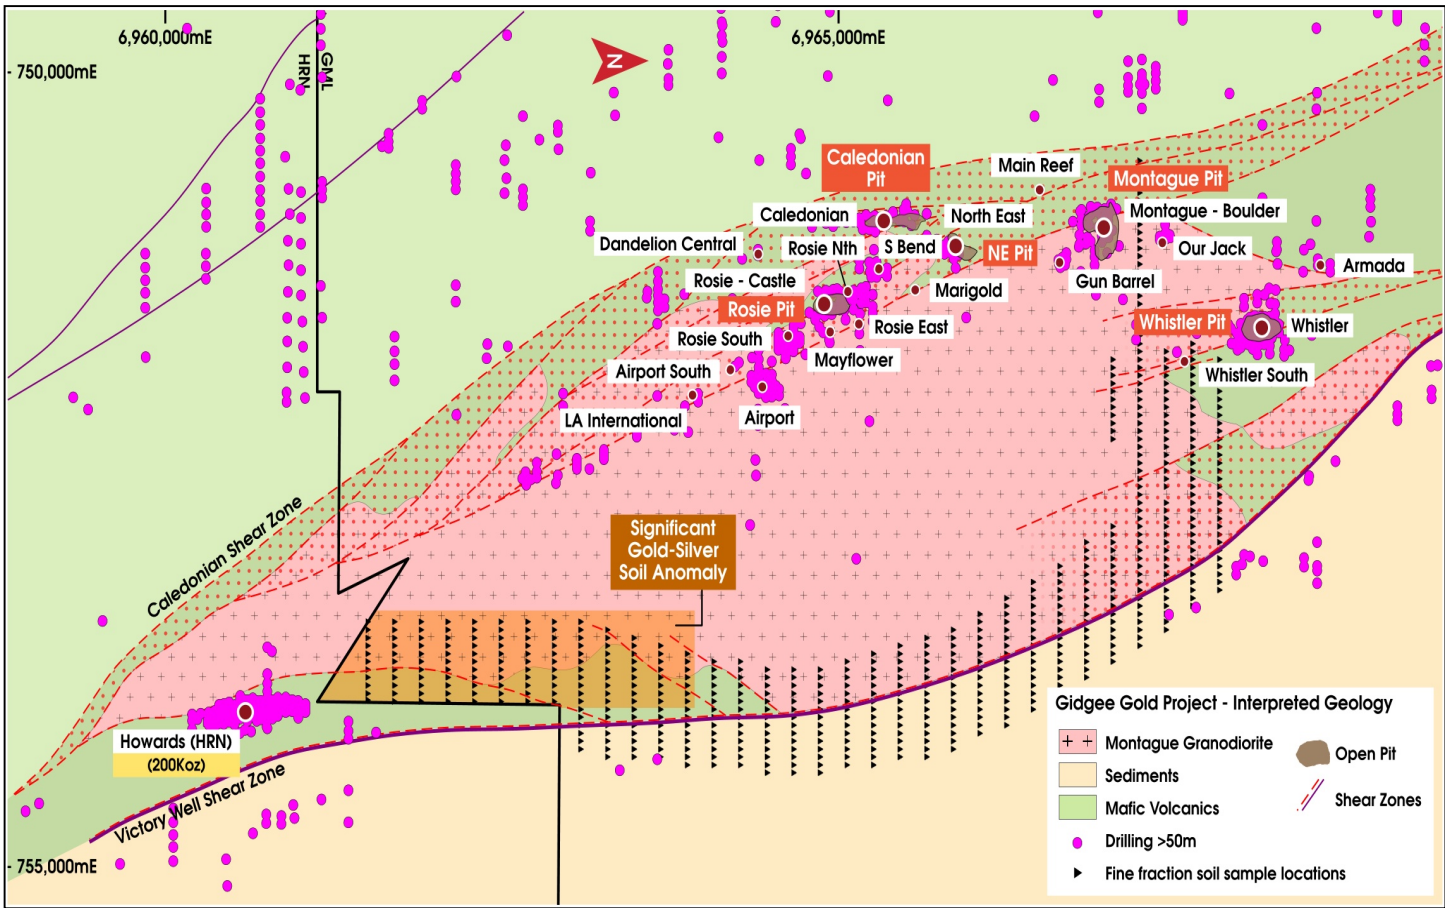 6,960,000mE
6,965,000mE
750,000mE
GML
HRN
N
Caledonian
Pit
Main Reef
Montague Pit
Caledonian
North East
Montague - Boulder
Dandelion Central
Rosie Nth
S Bend
NE Pit
Our Jack
Armada
Rosie - Castle
Marigold
Gun Barrel
Rosie Pit
Rosie East
Whistler Pit
Whistler
Rosie South
Mayflower
Airport South
Whistler South
LA International
Airport
Caledonian Shear Zone
Significant
Gold-Silver
Soil Anomaly
Howards (HRN)
(200Koz)
Victory Well Shear Zone
755,000mE
Gidgee Gold Project - Interpreted Geology
Montague Granodiorite
Sediments
Mafic Volcanics
Drilling >50m
Fine fraction soil sample locations
Open Pit
Shear Zones